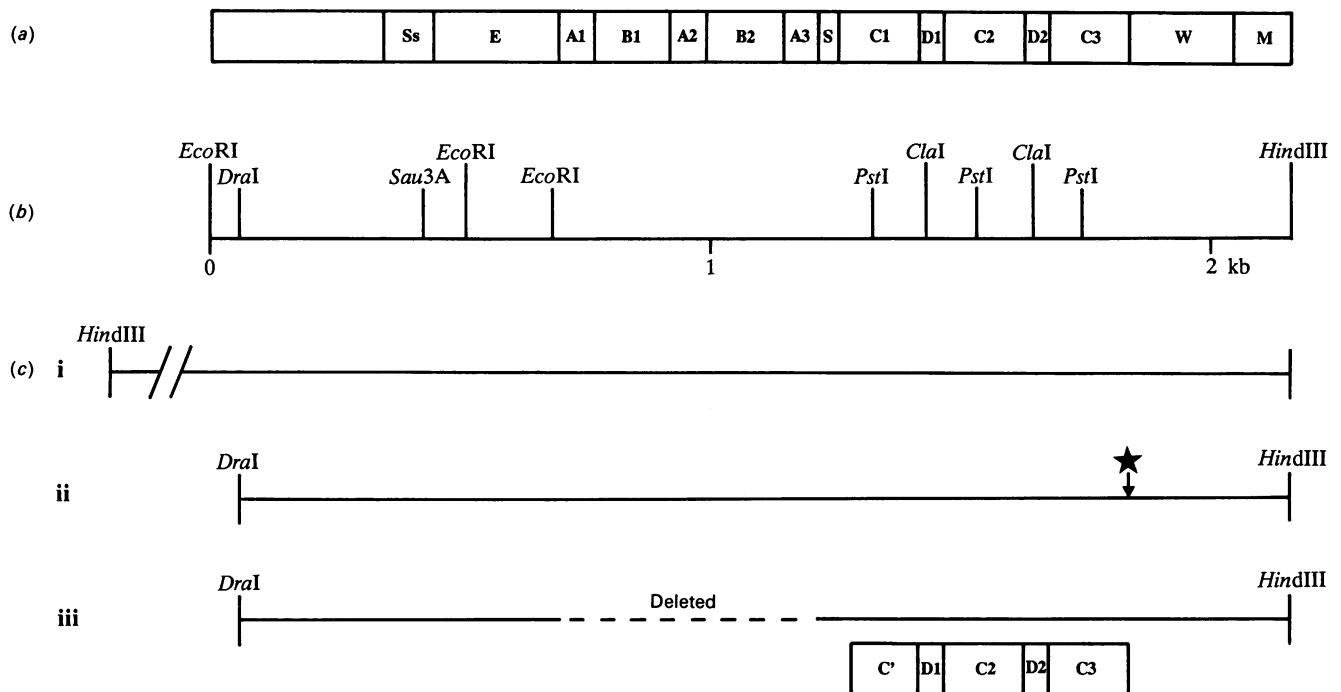 (a) Ss E A1 B1 A2 B2 A3 S C1 D1 C2 D2 C3 W M
EcoRI EcoRI ClaI ClaI HindIII
DraI Sau3A EcoRI PstI PstI PstI
(b)
0 1 2 kb
HindIII
(c) i
DraI HindIII
ii
DraI HindIII
Deleted
iii
C' D1 C2 D2 C3